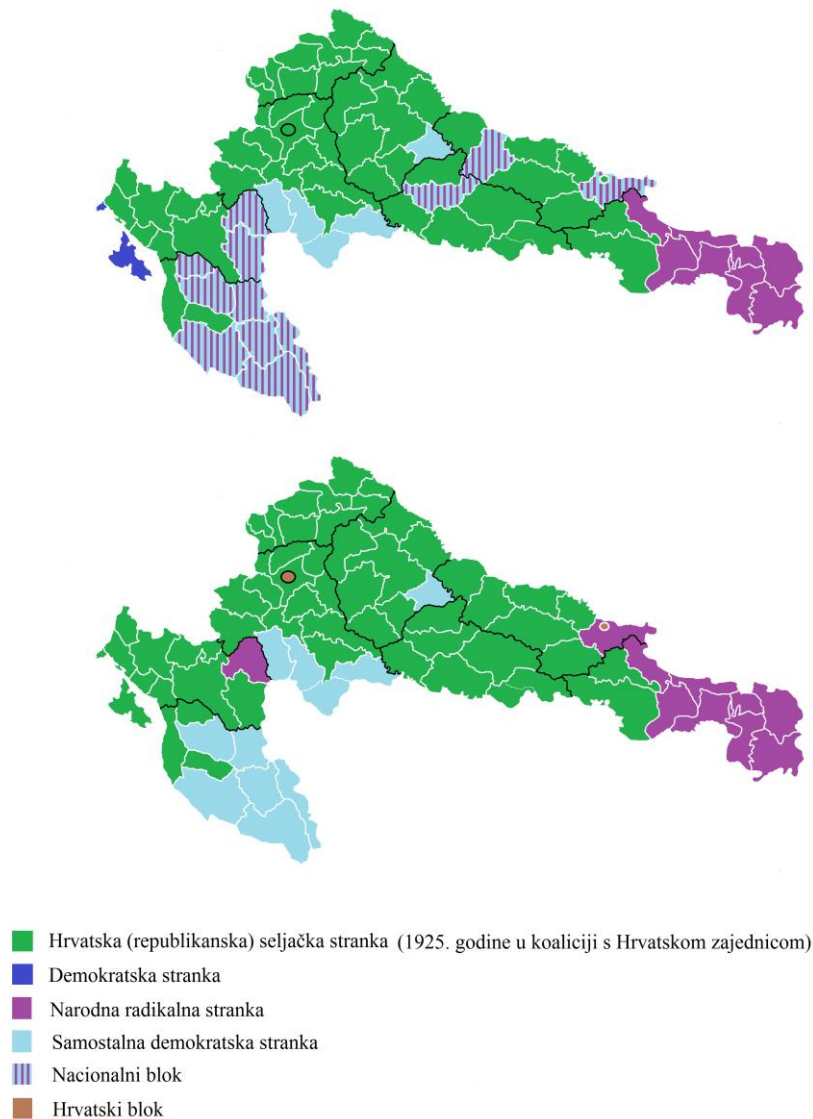 Hrvatska (republikanska) seljačka stranka (1925. godine u koaliciji s Hrvatskom zajednicom)
Demokratska stranka
Narodna radikalna stranka
Samostalna demokratska stranka
Nacionalni blok
Hrvatski blok